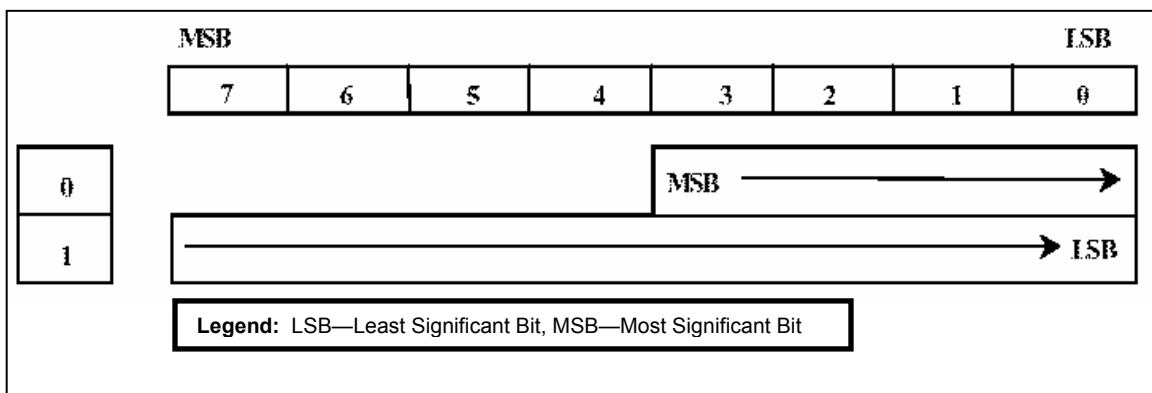 MSB LSB
7 6 5 4 3 2 1 0
0 MSB
1 LSB
Legend: LSB—Least Significant Bit, MSB—Most Significant Bit